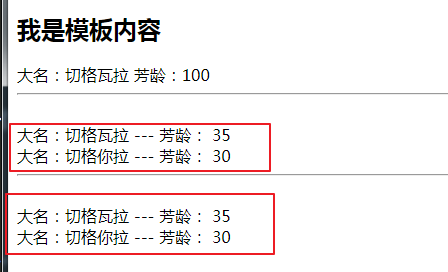 我是模板内容
大名：切格瓦拉 芳龄：100
大名：切格瓦拉 --- 芳龄： 35
大名：切格你拉 --- 芳龄： 30
大名：切格瓦拉 --- 芳龄： 35
大名：切格你拉 --- 芳龄： 30